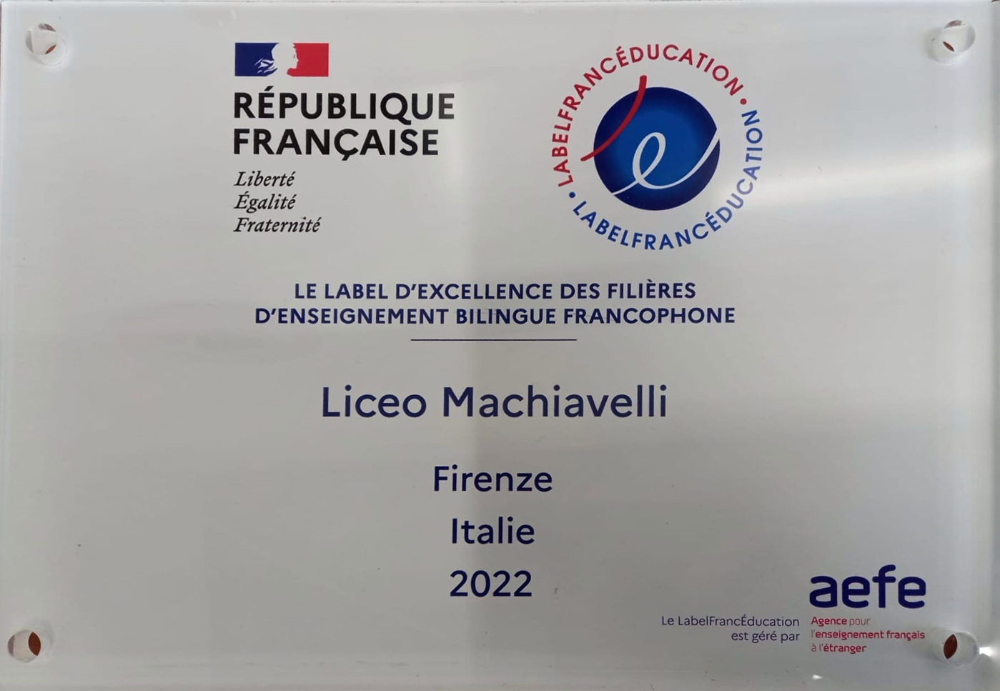 RÉPUBLIQUE
FRANÇAISE
Liberté
Égalité
Fraternité
• LABELFRANCÉDUCATION • LABELFRANCÉDUCATION
LE LABEL D'EXCELLENCE DES FILIÈRES
D'ENSEIGNEMENT BILINGUE FRANCOPHONE
Liceo Machiavelli
Firenze
Italie
2022
Le LabelFrancÉducation
est géré par
aefe
Agence pour
l'enseignement français
à l'étranger